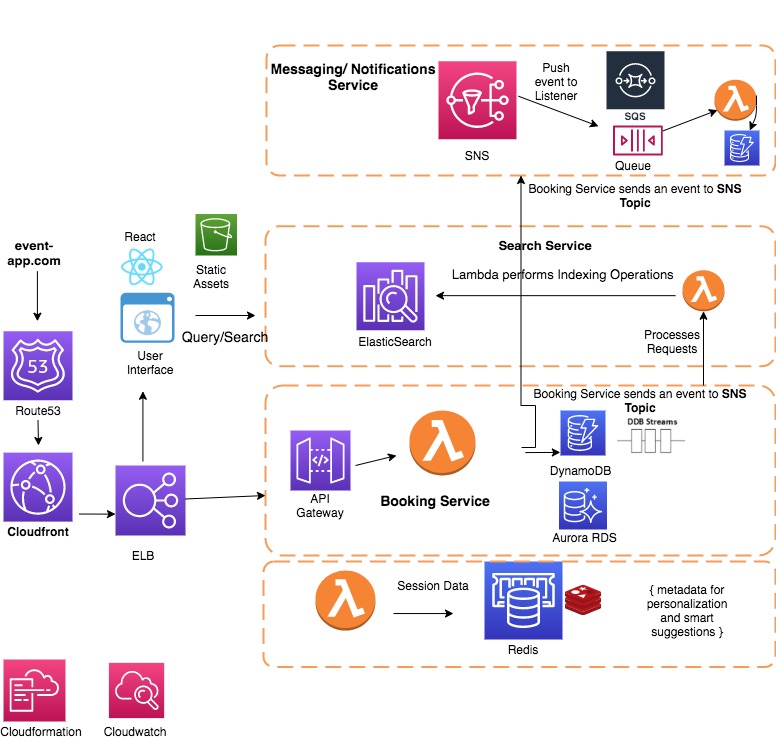 Messaging/ Notifications
Service
Push
event to
Listener
SNS
SQS
Queue
Booking Service sends an event to SNS
Topic
event-
app.com
React
Static
Assets
Search Service
Lambda performs Indexing Operations
ElasticSearch
Query/Search
User
Interface
Processes
Requests
53
Route53
Booking Service sends an event to SNS
Topic
DDB Streams
</>
API
Gateway
Booking Service
DynamoDB
Aurora RDS
Cloudfront
ELB
Session Data
Redis
{ metadata for
personalization
and smart
suggestions }
Cloudformation
Cloudwatch